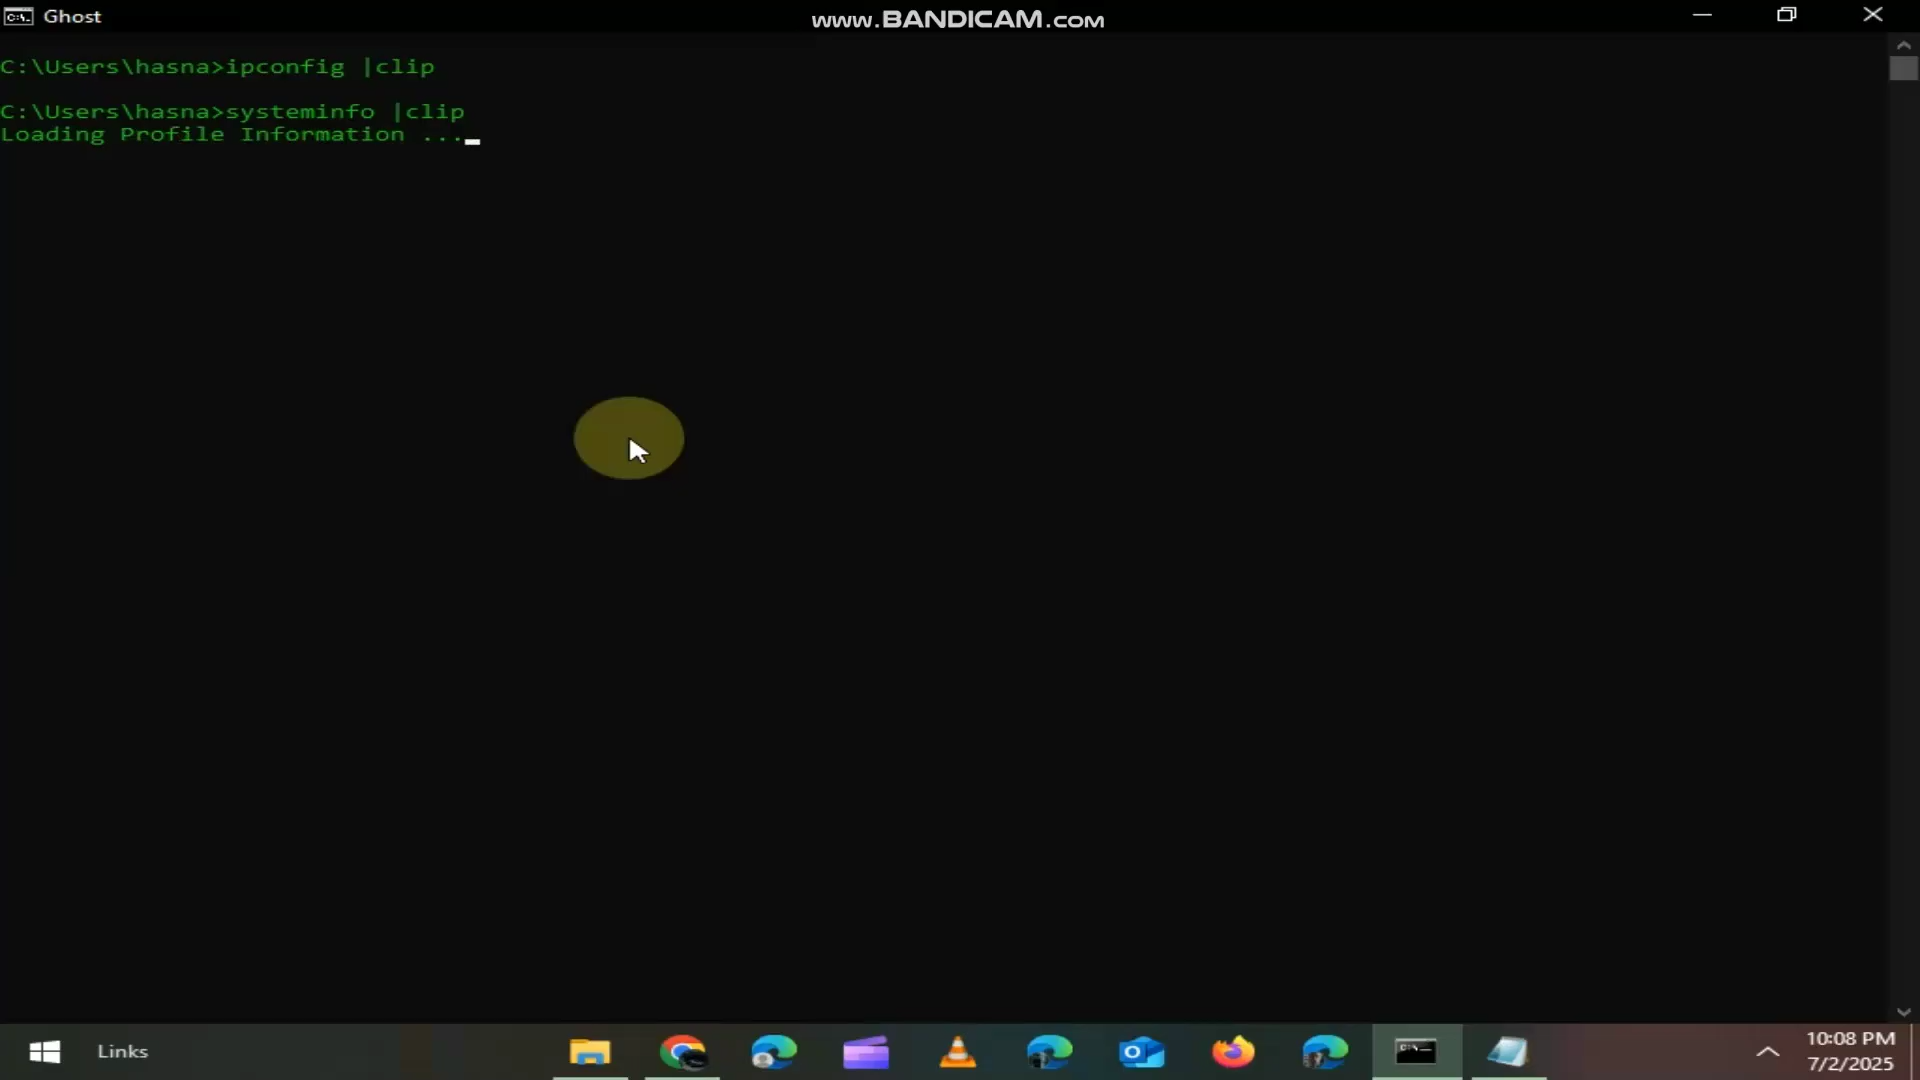 Ghost
www.BANDICAM.com
C:\Users\hasna>ipconfig |clip
C:\Users\hasna>systeminfo |clip
Loading Profile Information ...
Links
10:08 PM
7/2/2025